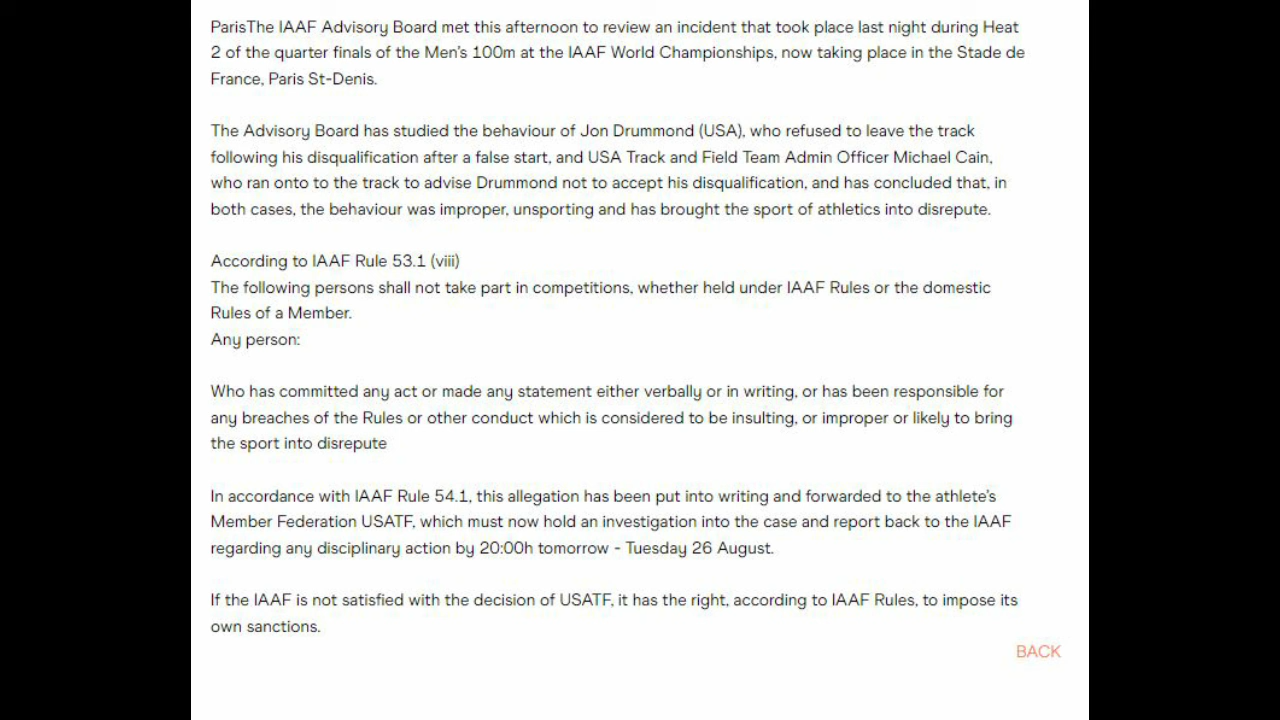 ParisThe IAAF Advisory Board met this afternoon to review an incident that took place last night during Heat
2 of the quarter finals of the Men's 100m at the IAAF World Championships, now taking place in the Stade de
France, Paris St-Denis.
The Advisory Board has studied the behaviour of Jon Drummond (USA), who refused to leave the track
following his disqualification after a false start, and USA Track and Field Team Admin Officer Michael Cain,
who ran onto to the track to advise Drummond not to accept his disqualification, and has concluded that, in
both cases, the behaviour was improper, unsporting and has brought the sport of athletics into disrepute.
According to IAAF Rule 53.1 (viii)
The following persons shall not take part in competitions, whether held under IAAF Rules or the domestic
Rules of a Member.
Any person:
Who has committed any act or made any statement either verbally or in writing, or has been responsible for
any breaches of the Rules or other conduct which is considered to be insulting, or improper or likely to bring
the sport into disrepute
In accordance with IAAF Rule 54.1, this allegation has been put into writing and forwarded to the athlete's
Member Federation USATF, which must now hold an investigation into the case and report back to the IAAF
regarding any disciplinary action by 20:00h tomorrow - Tuesday 26 August.
If the IAAF is not satisfied with the decision of USATF, it has the right, according to IAAF Rules, to impose its
own sanctions.
BACK